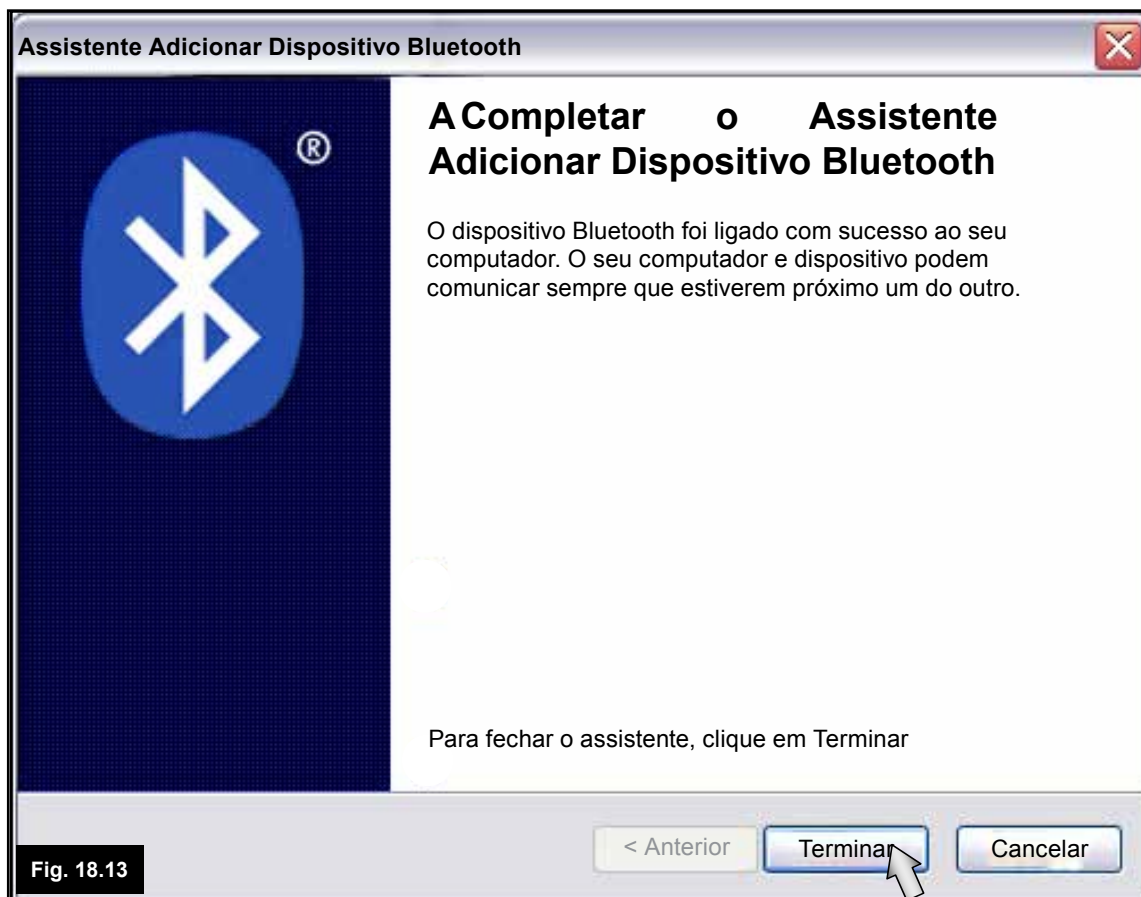 Assistente Adicionar Dispositivo Bluetooth
®
A Completar o Assistente
Adicionar Dispositivo Bluetooth
O dispositivo Bluetooth foi ligado com sucesso ao seu
computador. O seu computador e dispositivo podem
comunicar sempre que estiverem próximo um do outro.
Para fechar o assistente, clique em Terminar
< Anterior
Terminar
Cancelar
Fig. 18.13